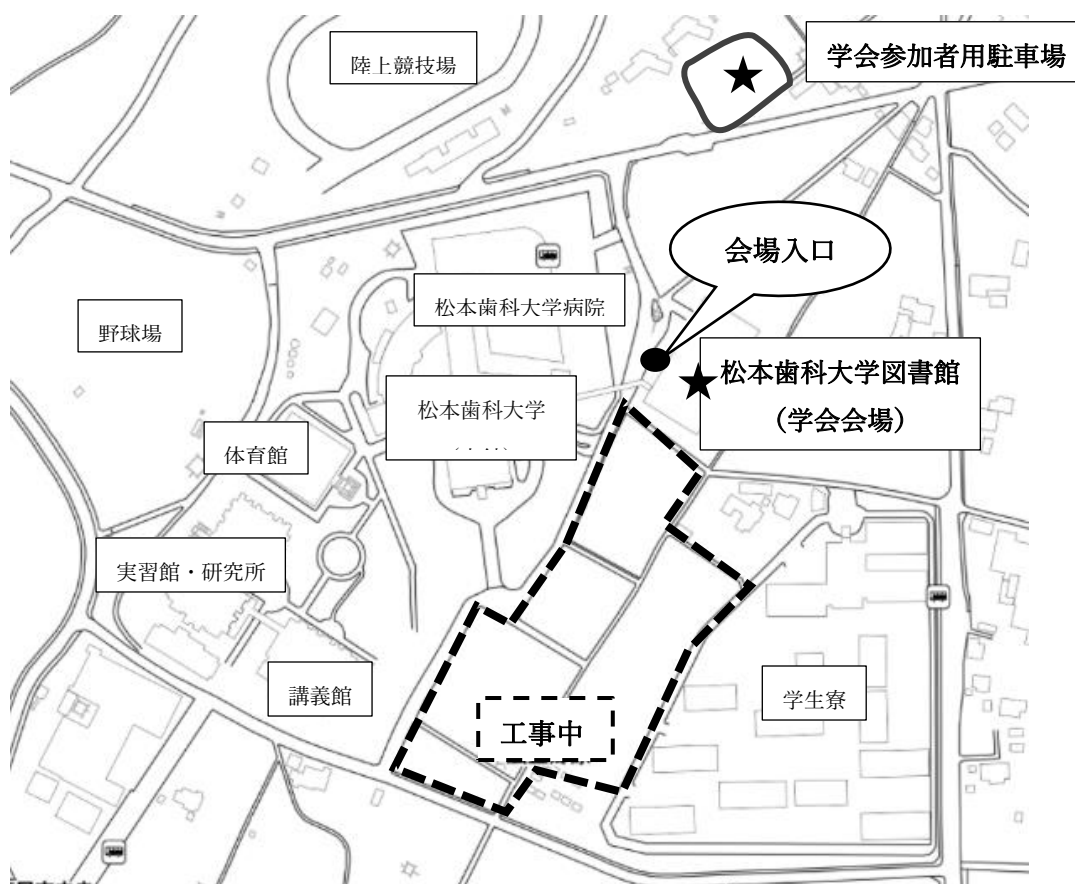 陸上競技場
学会参加者用駐車場
会場入口
松本歯科大学病院
野球場
松本歯科大学図書館
(学会会場)
松本歯科大学
体育館
実習館・研究所
講義館
学生寮
工事中